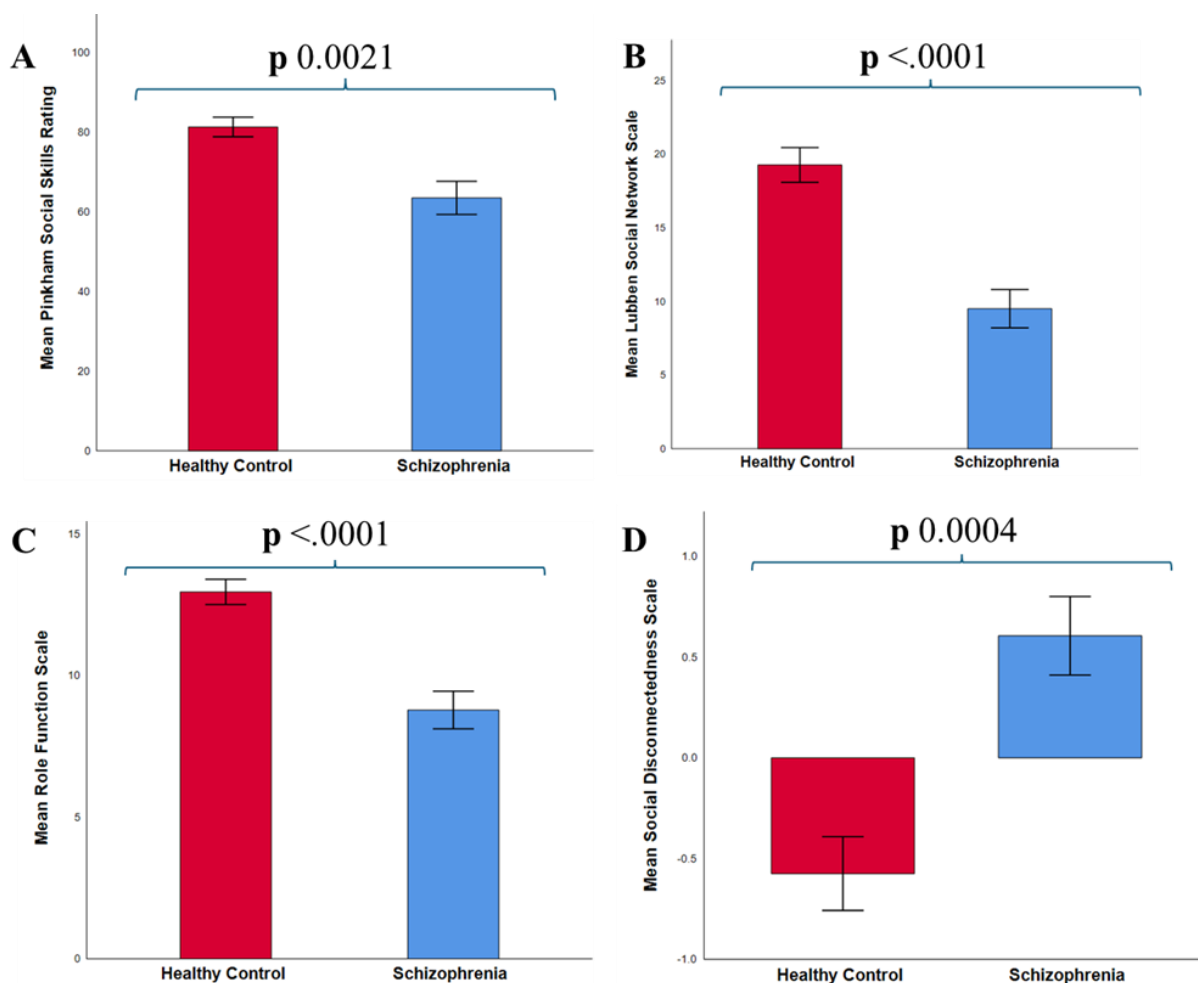 A
p 0.0021
Mean Pinkham Social Skills Rating
100
80
60
40
20
0
Healthy Control
Schizophrenia
B
p <.0001
Mean Lubben Social Network Scale
25
20
15
10
5
0
Healthy Control
Schizophrenia
C
p <.0001
Mean Role Function Scale
15
10
5
0
Healthy Control
Schizophrenia
D
p 0.0004
Mean Social Disconnectedness Scale
1.0
0.5
0.0
-0.5
-1.0
Healthy Control
Schizophrenia